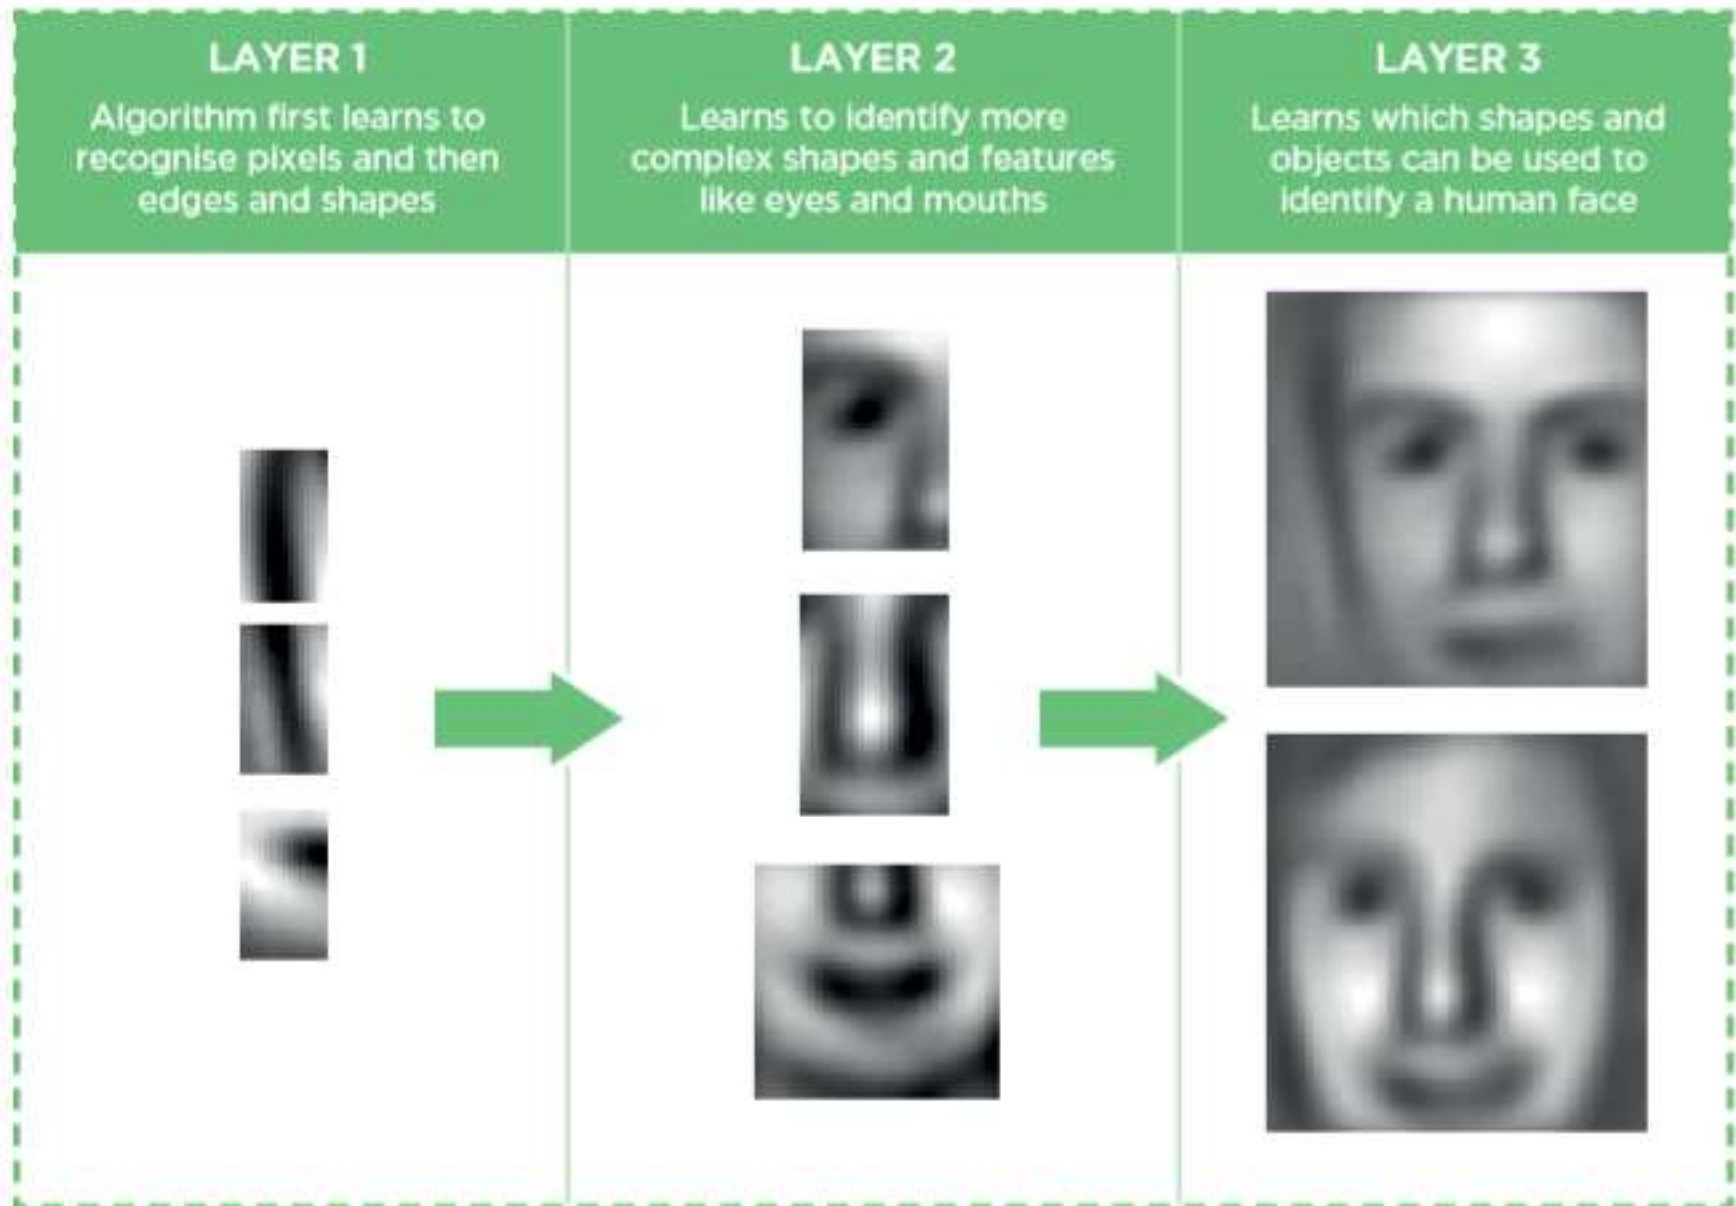 LAYER 1
Algorithm first learns to
recognise pixels and then
edges and shapes
LAYER 2
Learns to identify more
complex shapes and features
like eyes and mouths
LAYER 3
Learns which shapes and
objects can be used to
identify a human face